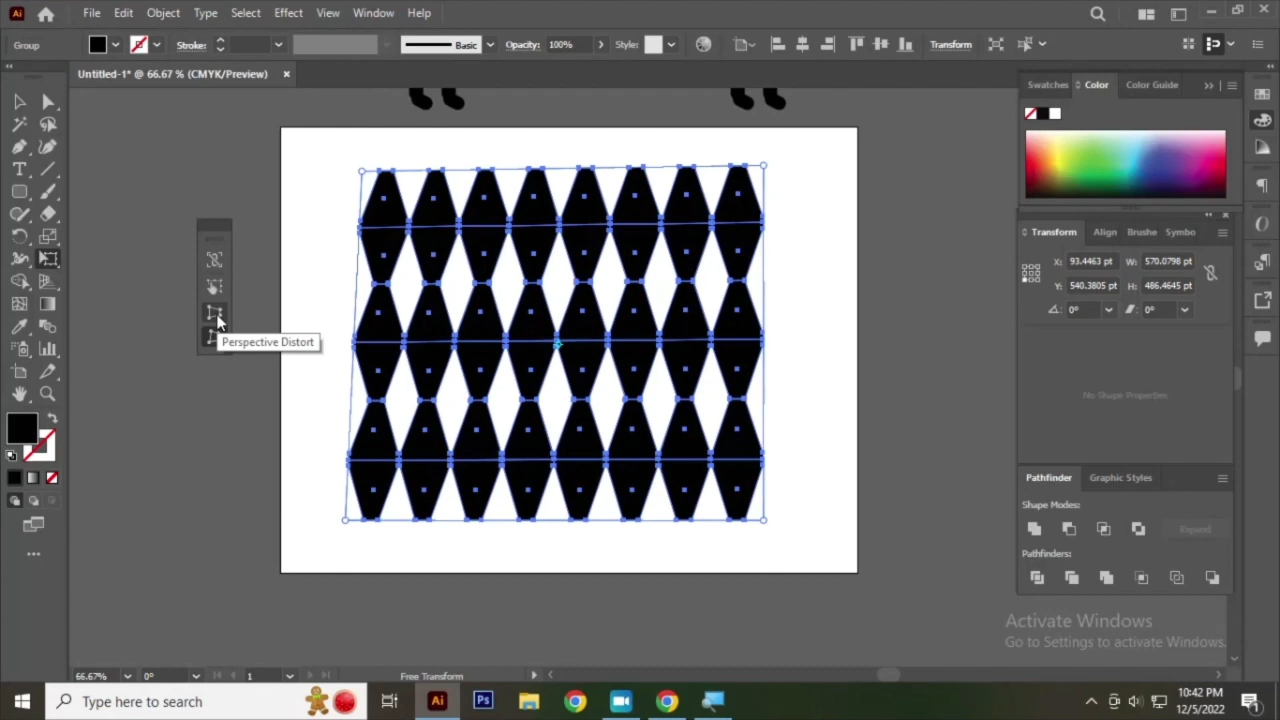 Ai File Edit Object Type Select Effect View Window Help
Group Stroke: Basic Opacity: 100% Style: Transform
Untitled-1* @ 66.67 % (CMYK/Preview)
Swatches Color Color Guide
Transform Align Brushe Symbo
X: 93.4463 pt W: 570.0798 pt
Y: 540.3805 pt H: 486.4645 pt
0° 0°
Perspective Distort
No Shape Properties
Pathfinder Graphic Styles
Shape Modes:
Expand
Pathfinders:
Activate Windows
Go to Settings to activate Windows.
66.67% 0° 1 Free Transform
Type here to search Ai Ps 10:42 PM
12/5/2022 1